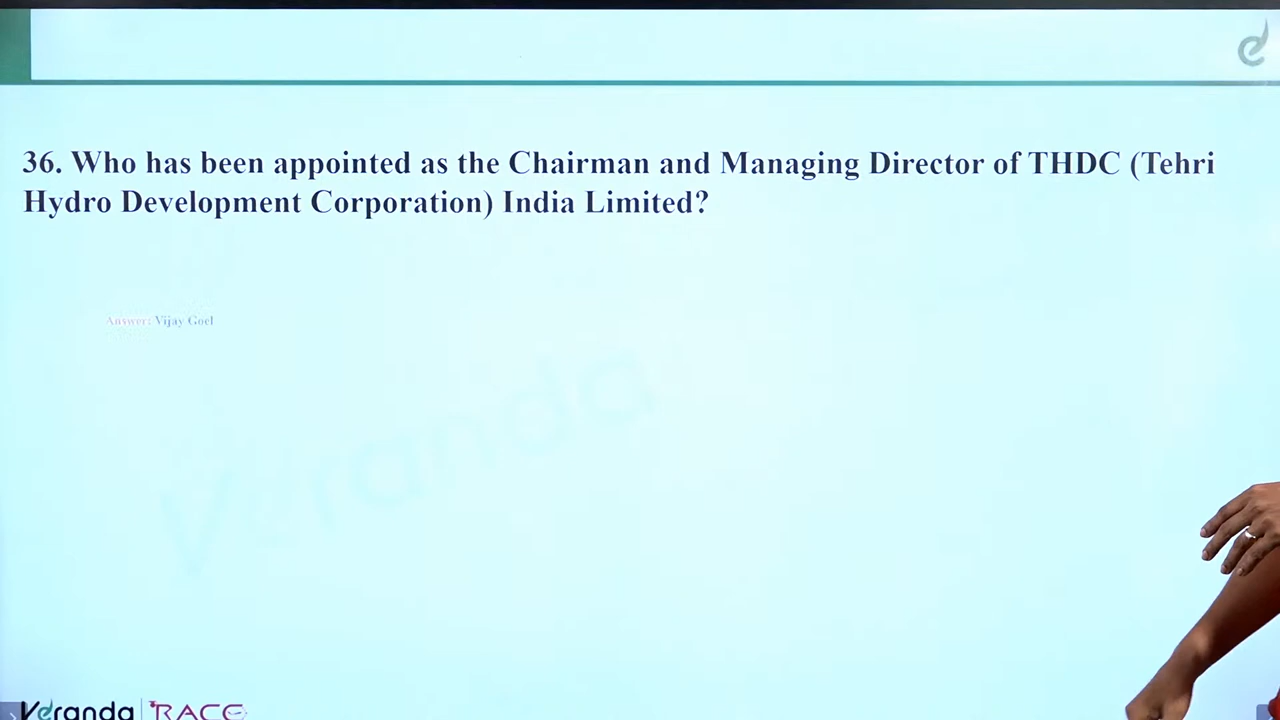 36. Who has been appointed as the Chairman and Managing Director of THDC (Tehri
Hydro Development Corporation) India Limited?
Answer: Vijay Goel
Veranda
Veranda RACE